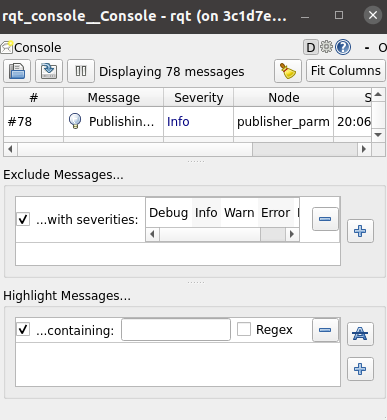 rqt_console__Console - rqt (on 3c1d7e...
Console
D
- O
Displaying 78 messages
Fit Columns
# Message Severity Node S
#78 Publishin... Info publisher_parm 20:06
Exclude Messages...
...with severities: Debug Info Warn Error
Highlight Messages...
...containing: Regex
A